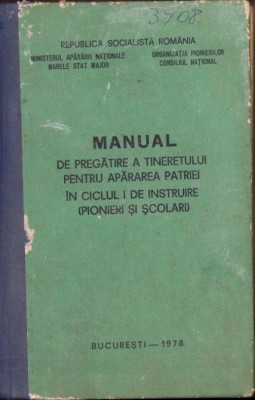 3908
REPUBLICA SOCIALISTĂ ROMÂNIA
MINISTERUL APĂRĂRII NAȚIONALE ORGANIZAȚIA PIONIERILOR
MARELE STAT MAJOR CONSILIUL NAȚIONAL
MANUAL
DE PREGĂTIRE A TINERETULUI
PENTRU APĂRAREA PATRIEI
ÎN CICLUL I DE INSTRUIRE
(PIONIERI ȘI ȘCOLARI)
BUCUREȘTI — 1978